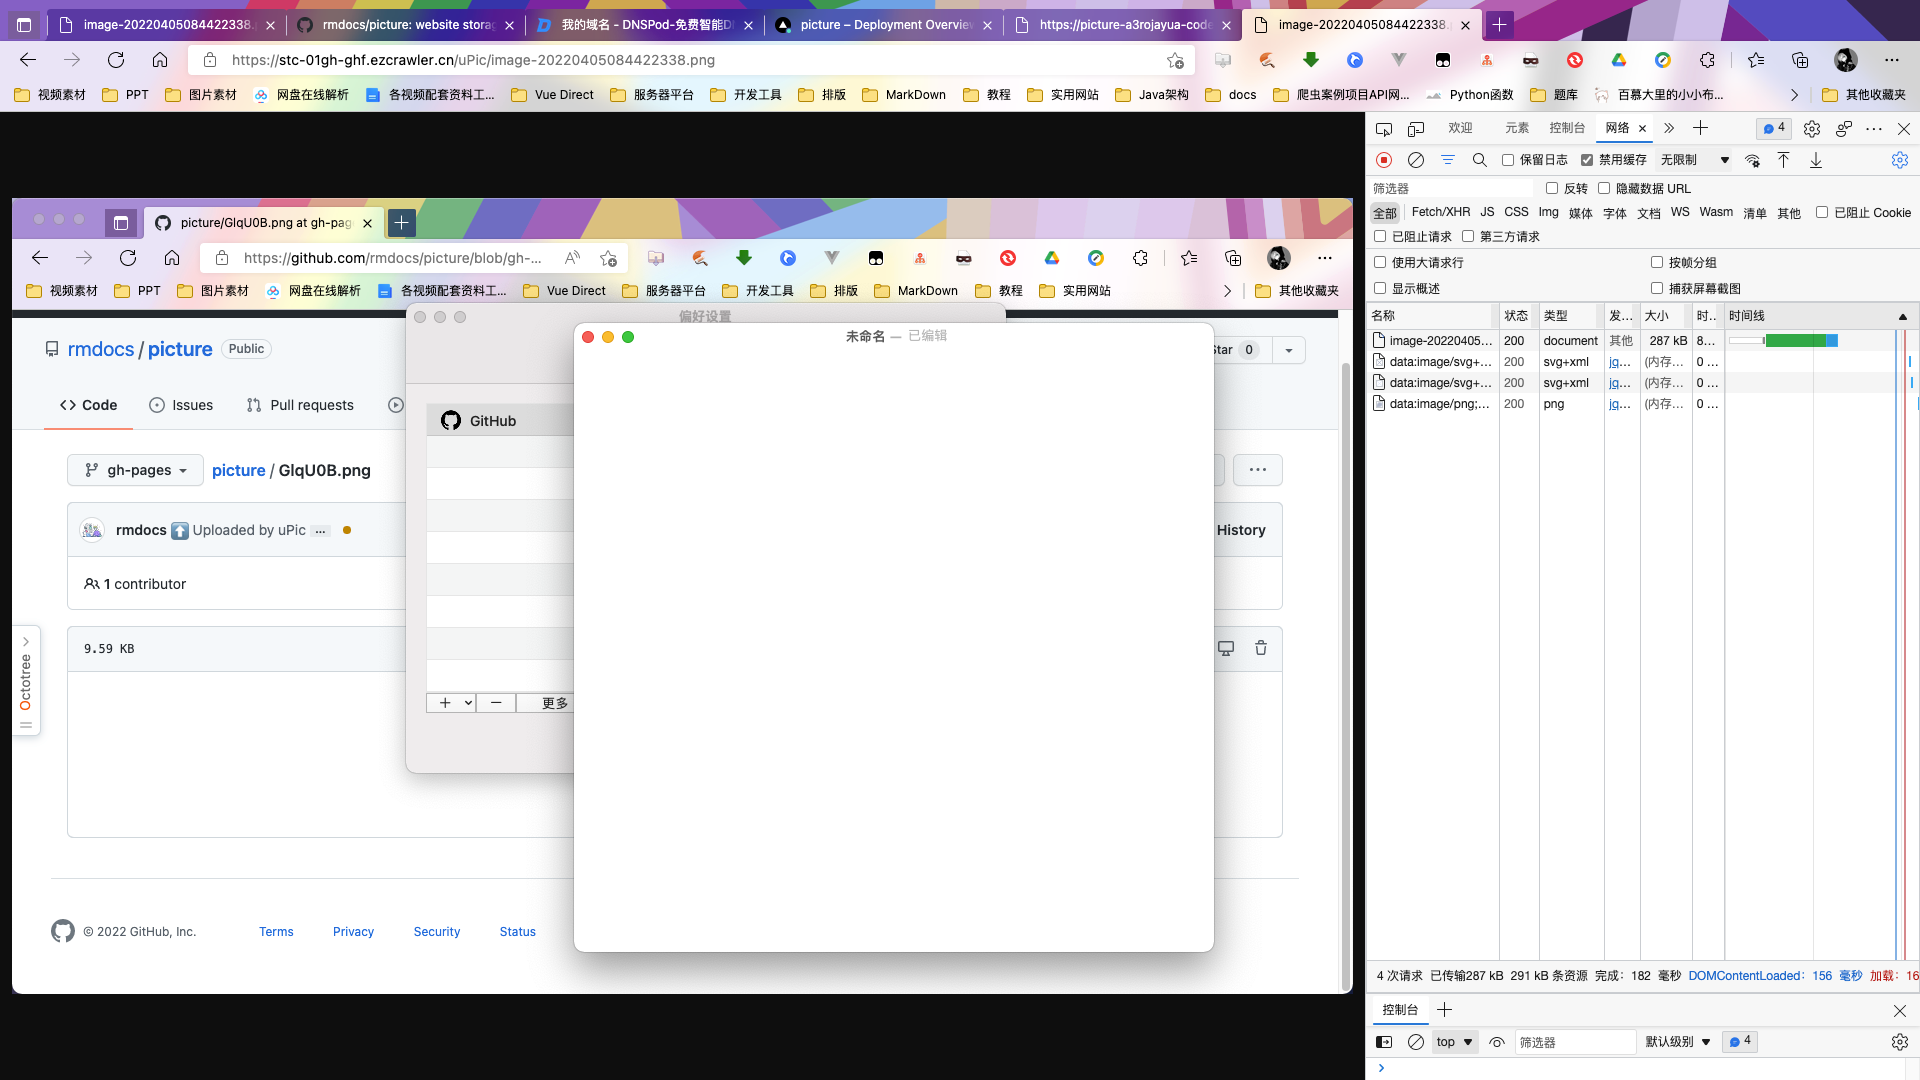 image-20220405084422338.
rmdocs/picture: website storag
我的域名 - DNSPod-免费智能D
picture – Deployment Overview
https://picture-a3rojayua-code
image-20220405084422338.
https://stc-01gh-ghf.ezcrawler.cn/uPic/image-20220405084422338.png
视频素材 PPT 图片素材 网盘在线解析 各视频配套资料工... Vue Direct 服务器平台 开发工具 排版 MarkDown 教程 实用网站 Java架构 docs 爬虫案例项目API网... Python函数 题库 百慕大里的小小布... 其他收藏夹
picture/GlqU0B.png at gh-page
https://github.com/rmdocs/picture/blob/gh-...
视频素材 PPT 图片素材 网盘在线解析 各视频配套资料工... Vue Direct 服务器平台 开发工具 排版 MarkDown 教程 实用网站 其他收藏夹
偏好设置
未命名 — 已编辑
rmdocs / picture Public
Star 0
Code Issues Pull requests
GitHub
gh-pages picture / GlqU0B.png
rmdocs Uploaded by uPic ...
History
1 contributor
9.59 KB
Octotree
更多
© 2022 GitHub, Inc. Terms Privacy Security Status
欢迎 元素 控制台 网络 4
保留日志 禁用缓存 无限制
筛选器 反转 隐藏数据 URL
全部 Fetch/XHR JS CSS Img 媒体 字体 文档 WS Wasm 清单 其他 已阻止 Cookie
已阻止请求 第三方请求
使用大请求行 按帧分组
显示概述 捕获屏幕截图
名称 状态 类型 发... 大小 时.. 时间线
image-20220405... 200 document 其他 287 kB 8...
data:image/svg+... 200 svg+xml jq... (内存... 0 ...
data:image/svg+... 200 svg+xml jq... (内存... 0 ...
data:image/png;... 200 png jq... (内存... 0 ...
4 次请求 已传输287 kB 291 kB 条资源 完成：182 毫秒 DOMContentLoaded：156 毫秒 加载：16
控制台
top 筛选器 默认级别 4